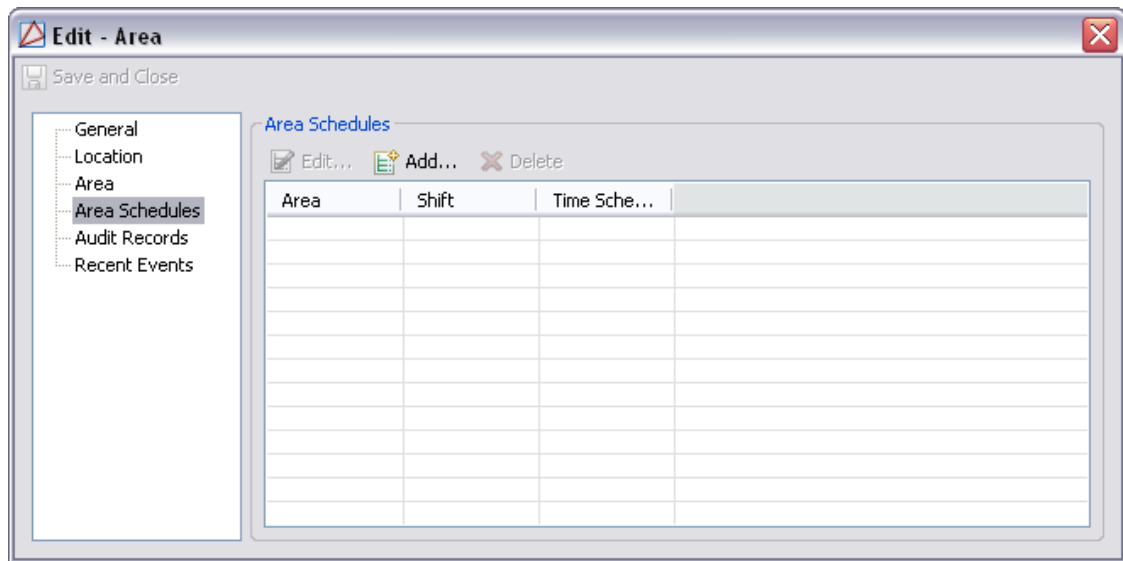 Edit - Area
Save and Close
General
Location
Area
Area Schedules
Audit Records
Recent Events
Area Schedules
Edit... Add... Delete
Area Shift Time Sche...